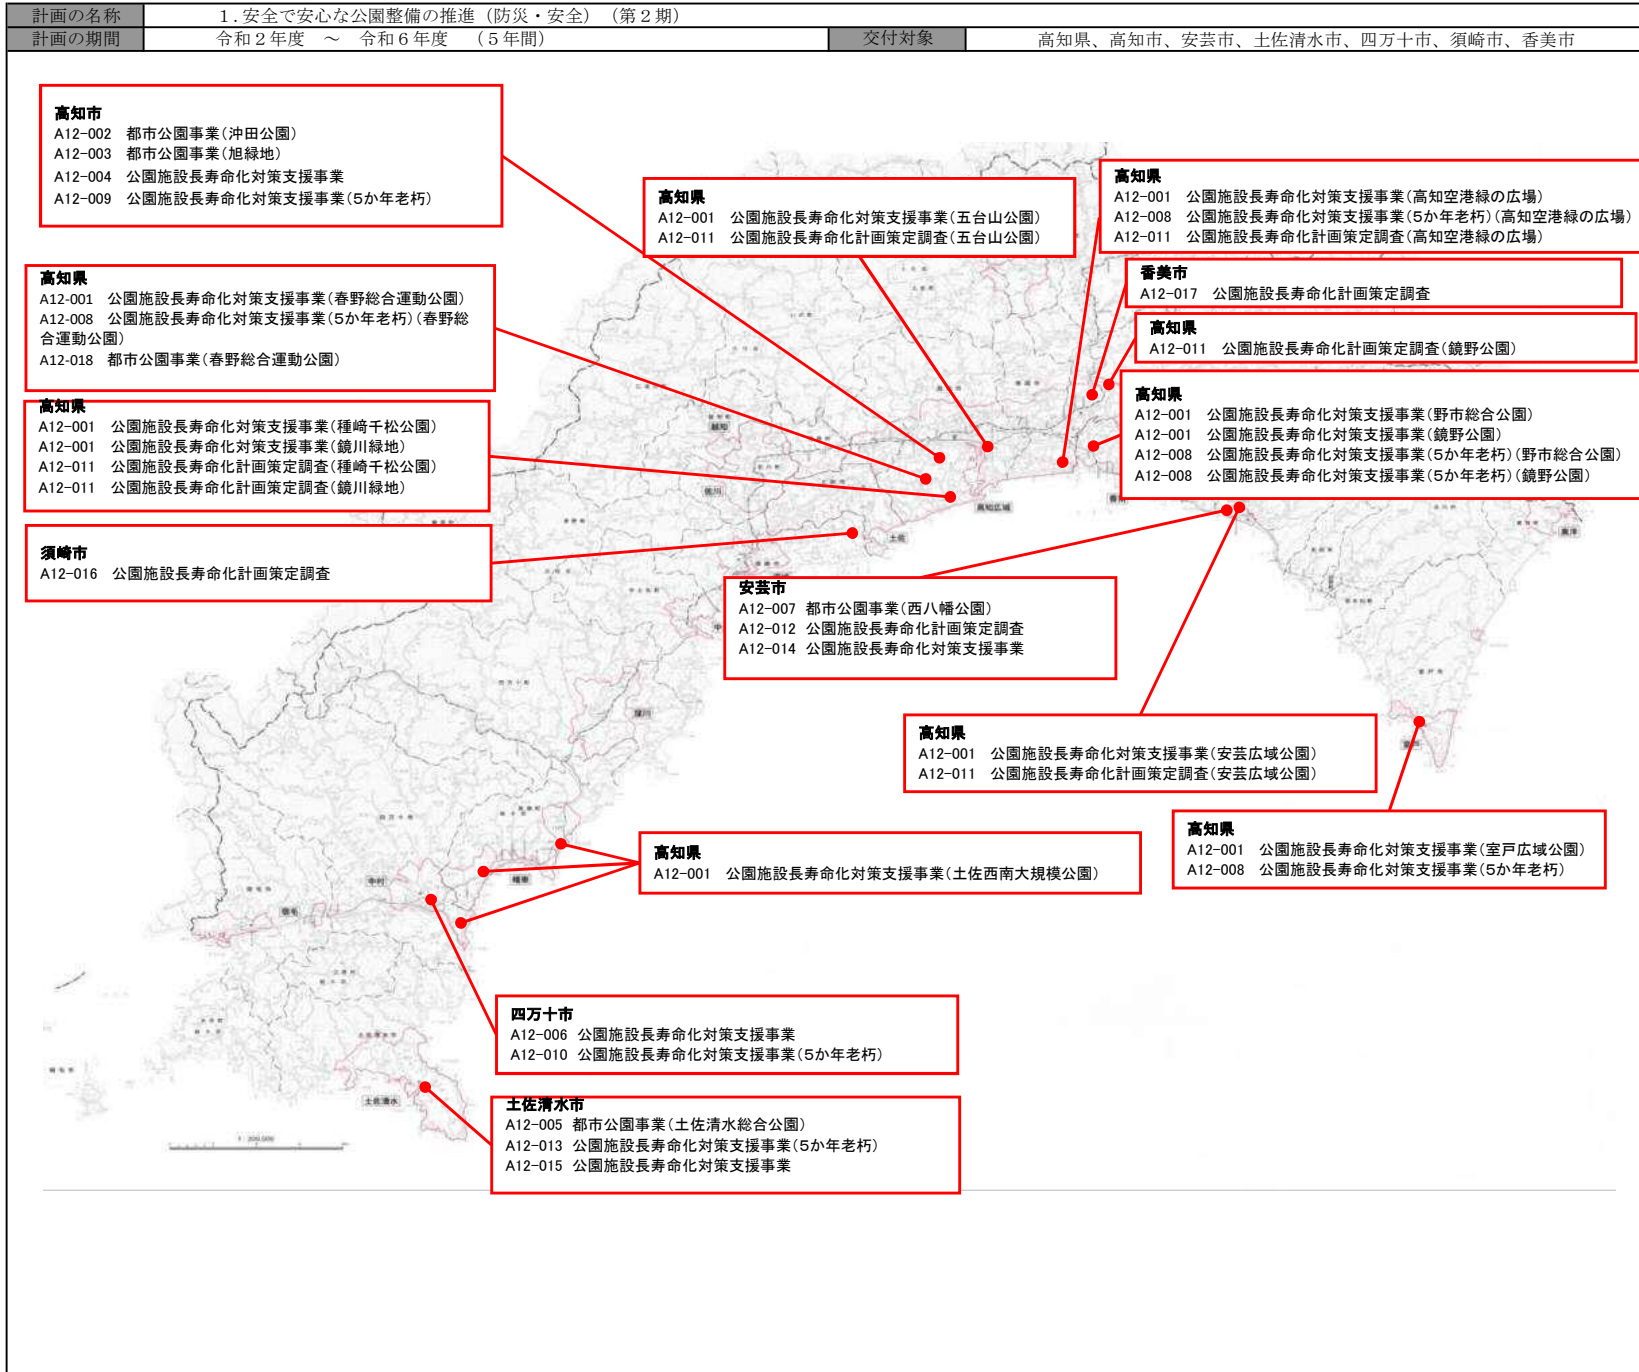 計画の名称 １．安全で安心な公園整備の推進（防災・安全）（第２期）
計画の期間 令和２年度 ～ 令和６年度 （５年間） 交付対象 高知県、高知市、安芸市、土佐清水市、四万十市、須崎市、香美市
高知市
A12-002 都市公園事業(沖田公園)
A12-003 都市公園事業(旭緑地)
A12-004 公園施設長寿命化対策支援事業
A12-009 公園施設長寿命化対策支援事業(5か年老朽)
高知県
A12-001 公園施設長寿命化対策支援事業(五台山公園)
A12-011 公園施設長寿命化計画策定調査(五台山公園)
高知県
A12-001 公園施設長寿命化対策支援事業(高知空港緑の広場)
A12-008 公園施設長寿命化対策支援事業(5か年老朽)(高知空港緑の広場)
A12-011 公園施設長寿命化計画策定調査(高知空港緑の広場)
高知県
A12-001 公園施設長寿命化対策支援事業(春野総合運動公園)
A12-008 公園施設長寿命化対策支援事業(5か年老朽)(春野総
合運動公園)
A12-018 都市公園事業(春野総合運動公園)
香美市
A12-017 公園施設長寿命化計画策定調査
高知県
A12-011 公園施設長寿命化計画策定調査(鏡野公園)
高知県
A12-001 公園施設長寿命化対策支援事業(野市総合公園)
A12-001 公園施設長寿命化対策支援事業(鏡野公園)
A12-008 公園施設長寿命化対策支援事業(5か年老朽)(野市総合公園)
A12-008 公園施設長寿命化対策支援事業(5か年老朽)(鏡野公園)
高知県
A12-001 公園施設長寿命化対策支援事業(種崎千松公園)
A12-001 公園施設長寿命化対策支援事業(鏡川緑地)
A12-011 公園施設長寿命化計画策定調査(種崎千松公園)
A12-011 公園施設長寿命化計画策定調査(鏡川緑地)
須崎市
A12-016 公園施設長寿命化計画策定調査
高知広域
土佐
安芸市
A12-007 都市公園事業(西八幡公園)
A12-012 公園施設長寿命化計画策定調査
A12-014 公園施設長寿命化対策支援事業
高知県
A12-001 公園施設長寿命化対策支援事業(安芸広域公園)
A12-011 公園施設長寿命化計画策定調査(安芸広域公園)
高知県
A12-001 公園施設長寿命化対策支援事業(室戸広域公園)
A12-008 公園施設長寿命化対策支援事業(5か年老朽)
高知県
A12-001 公園施設長寿命化対策支援事業(土佐西南大規模公園)
中村
四万十市
A12-006 公園施設長寿命化対策支援事業
A12-010 公園施設長寿命化対策支援事業(5か年老朽)
土佐清水
土佐清水市
A12-005 都市公園事業(土佐清水総合公園)
A12-013 公園施設長寿命化対策支援事業(5か年老朽)
A12-015 公園施設長寿命化対策支援事業